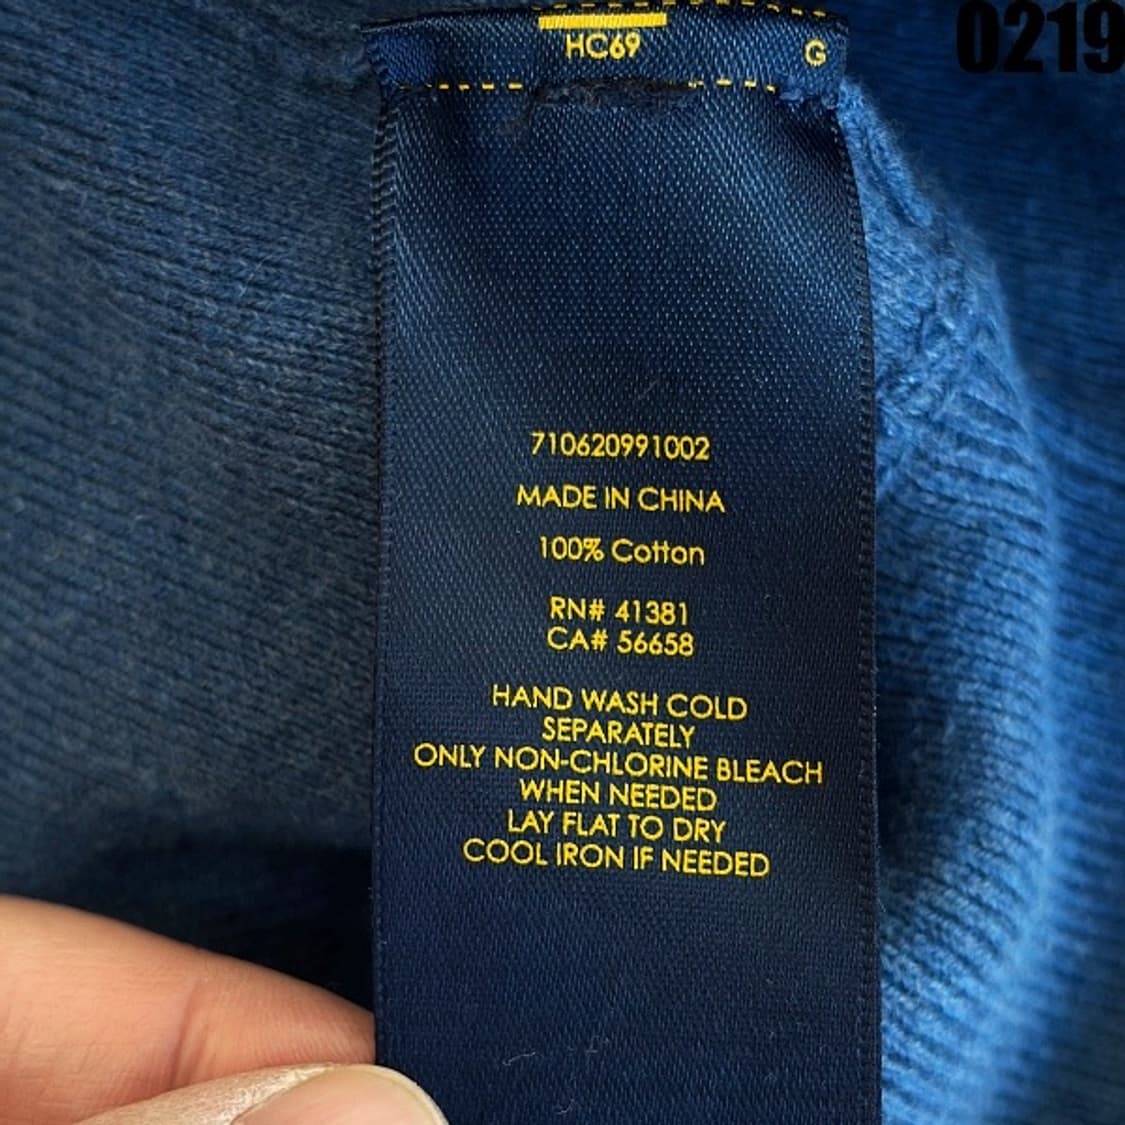 HC69
G
0219
710620991002
MADE IN CHINA
100% Cotton
RN# 41381
CA# 56658
HAND WASH COLD
SEPARATELY
ONLY NON-CHLORINE BLEACH
WHEN NEEDED
LAY FLAT TO DRY
COOL IRON IF NEEDED